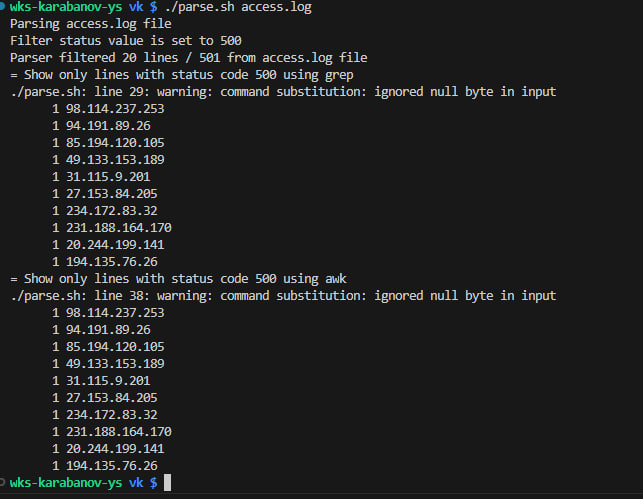 wks-karabanov-ys vk $ ./parse.sh access.log
Parsing access.log file
Filter status value is set to 500
Parser filtered 20 lines / 501 from access.log file
= Show only lines with status code 500 using grep
./parse.sh: line 29: warning: command substitution: ignored null byte in input
1 98.114.237.253
1 94.191.89.26
1 85.194.120.105
1 49.133.153.189
1 31.115.9.201
1 27.153.84.205
1 234.172.83.32
1 231.188.164.170
1 20.244.199.141
1 194.135.76.26
= Show only lines with status code 500 using awk
./parse.sh: line 38: warning: command substitution: ignored null byte in input
1 98.114.237.253
1 94.191.89.26
1 85.194.120.105
1 49.133.153.189
1 31.115.9.201
1 27.153.84.205
1 234.172.83.32
1 231.188.164.170
1 20.244.199.141
1 194.135.76.26
wks-karabanov-ys vk $